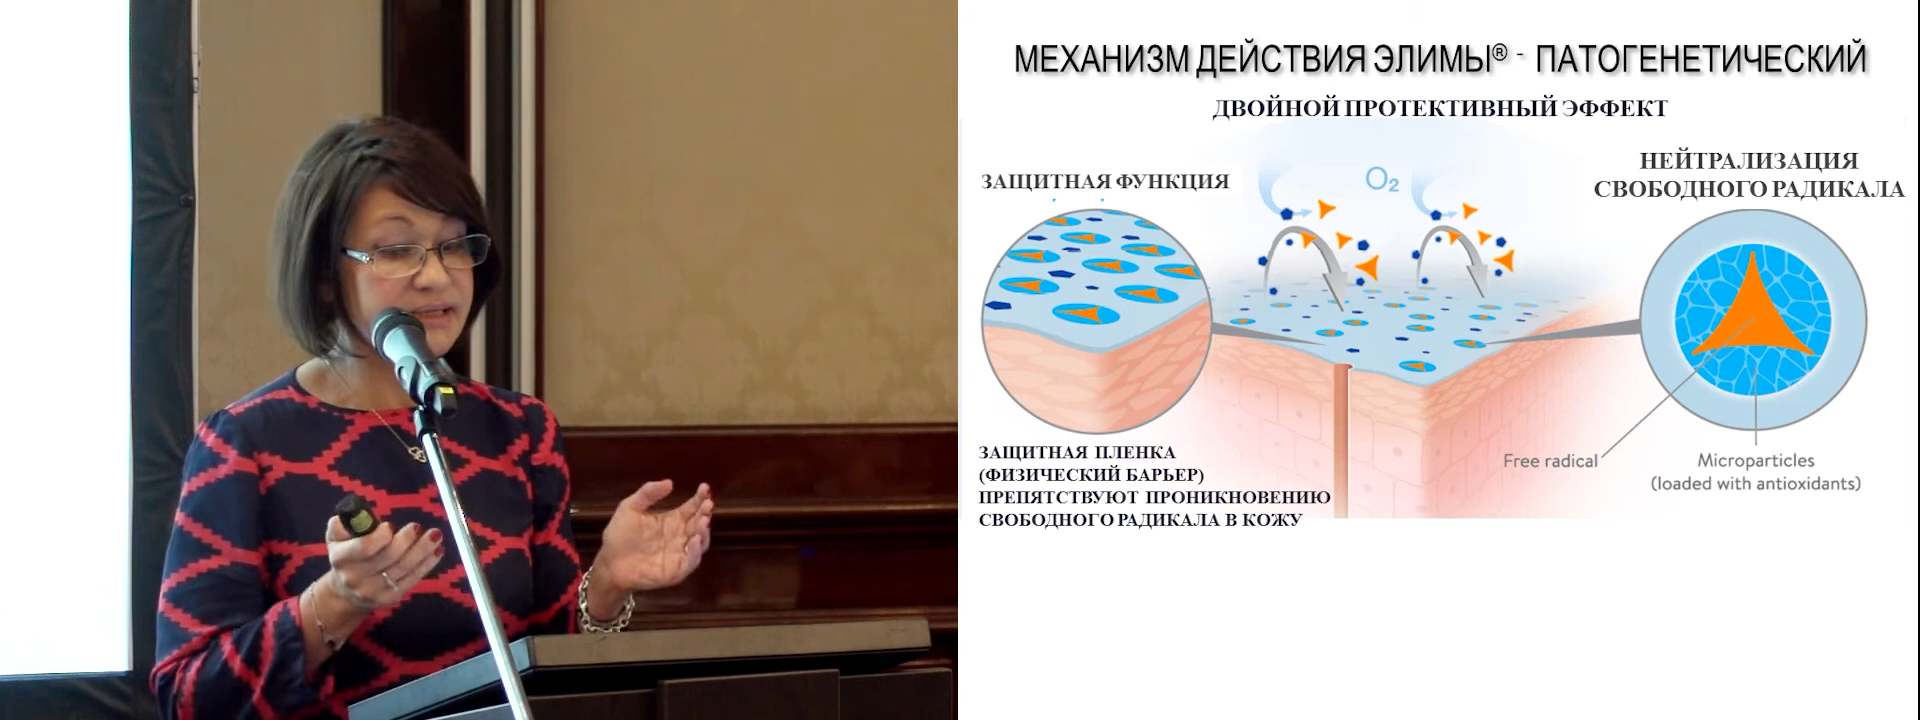 МЕХАНИЗМ ДЕЙСТВИЯ ЭЛИМЫ® - ПАТОГЕНЕТИЧЕСКИЙ
ДВОЙНОЙ ПРОТЕКТИВНЫЙ ЭФФЕКТ
ЗАЩИТНАЯ ФУНКЦИЯ
O₂
НЕЙТРАЛИЗАЦИЯ
СВОБОДНОГО РАДИКАЛА
ЗАЩИТНАЯ ПЛЕНКА
(ФИЗИЧЕСКИЙ БАРЬЕР)
ПРЕПЯТСТВУЮТ ПРОНИКНОВЕНИЮ
СВОБОДНОГО РАДИКАЛА В КОЖУ
Free radical
Microparticles
(loaded with antioxidants)